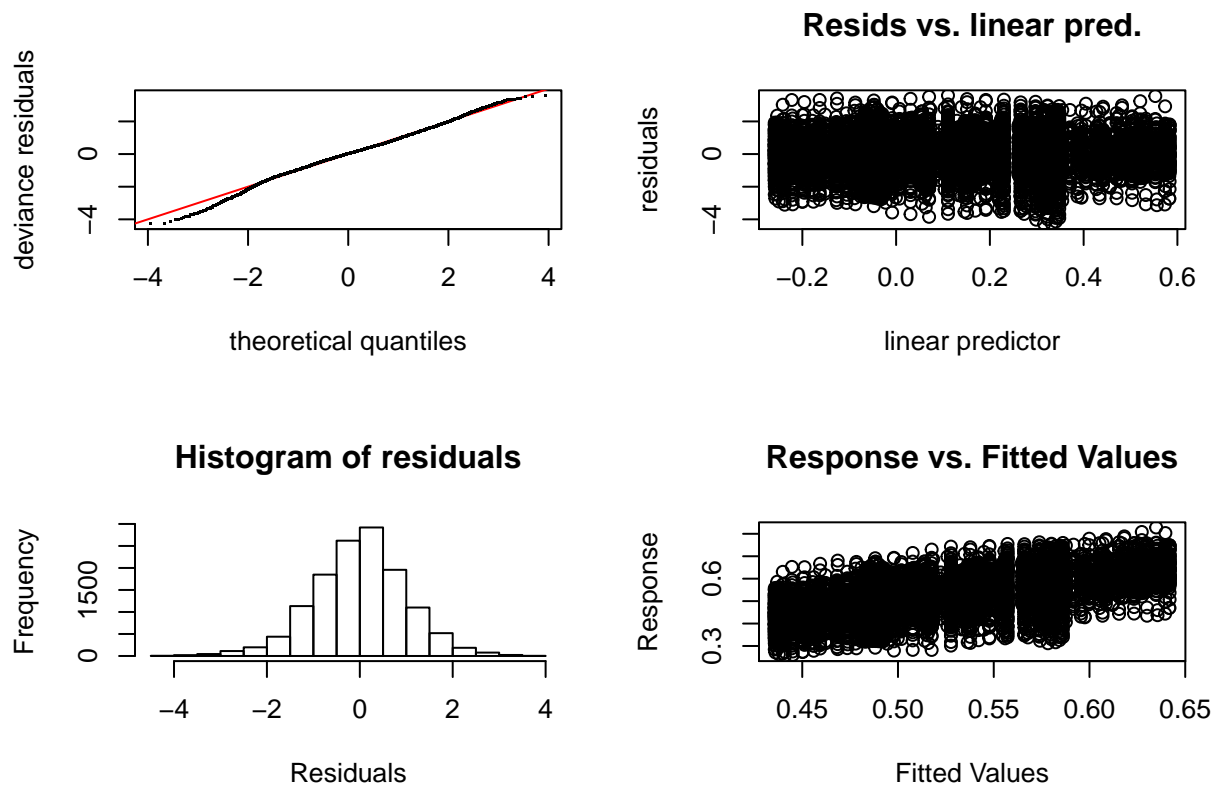 deviance residuals
0
−4
−4 −2 0 2 4
theoretical quantiles
Resids vs. linear pred.
residuals
0
−4
−0.2 0.0 0.2 0.4 0.6
linear predictor
Histogram of residuals
Frequency
1500
0
−4 −2 0 2 4
Residuals
Response vs. Fitted Values
Response
0.6
0.3
0.45 0.50 0.55 0.60 0.65
Fitted Values